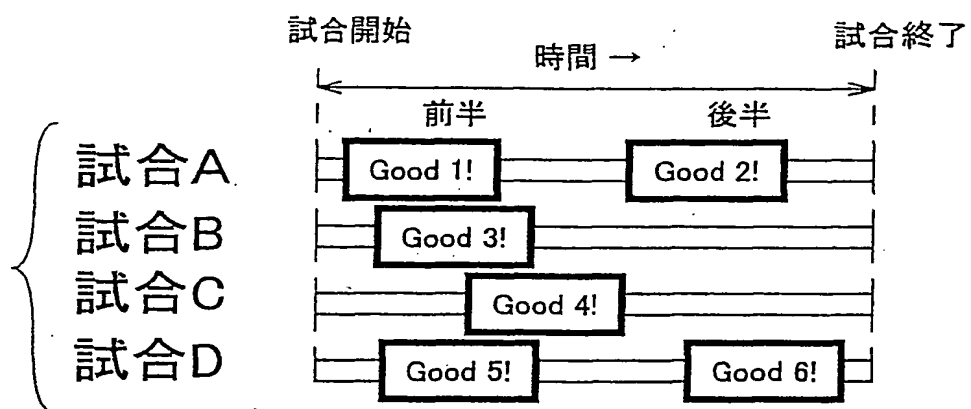 試合開始
試合終了
時間 →
前半
後半
試合A
Good 1!
Good 2!
試合B
Good 3!
試合C
Good 4!
試合D
Good 5!
Good 6!